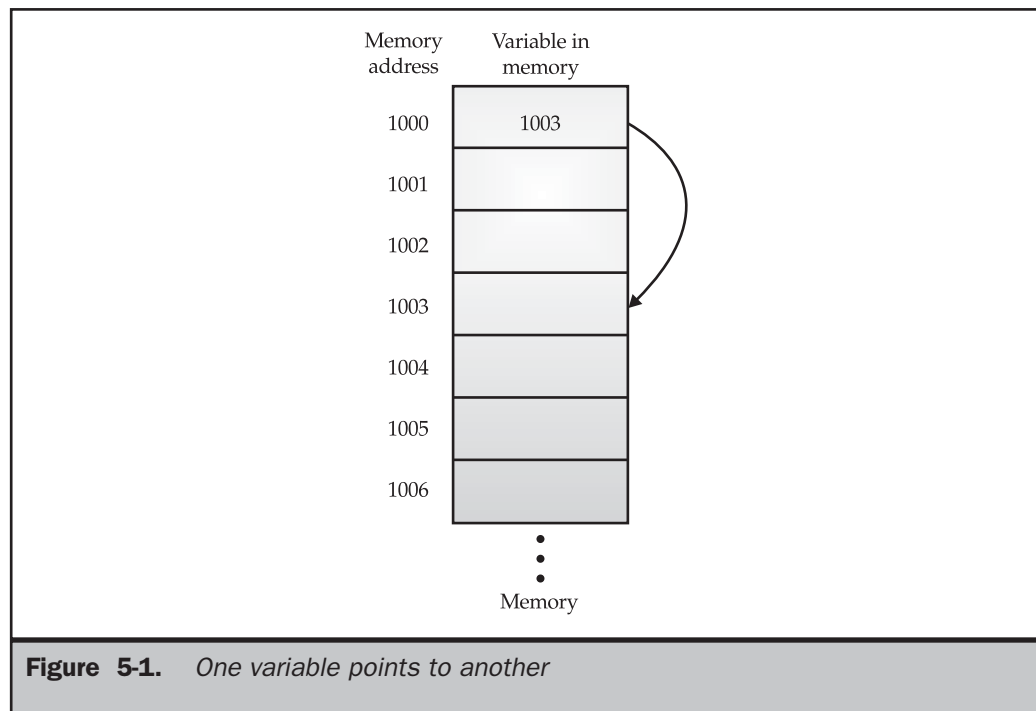 Memory address Variable in memory
1000 1003
1001
1002
1003
1004
1005
1006
Memory
Figure 5-1. One variable points to another